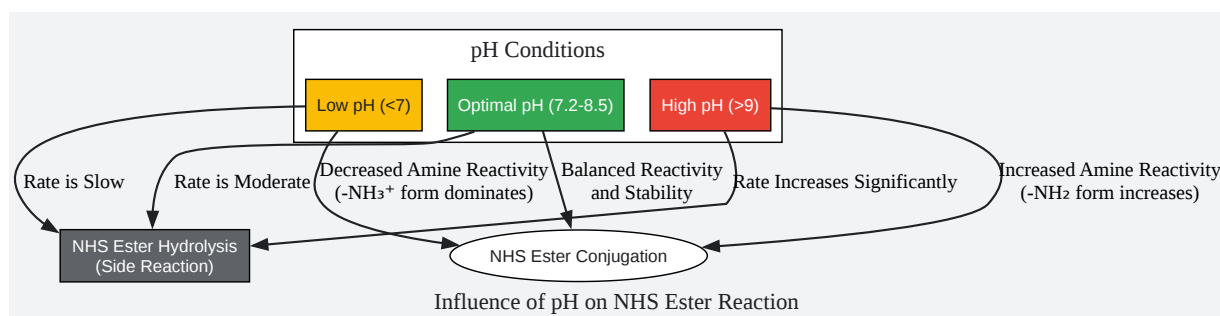 pH Conditions
Low pH (<7)
Optimal pH (7.2-8.5)
High pH (>9)
Rate is Slow
Rate is Moderate
Decreased Amine Reactivity
(-NH₃⁺ form dominates)
Balanced Reactivity
and Stability
Rate Increases Significantly
Increased Amine Reactivity
(-NH₂ form increases)
NHS Ester Hydrolysis
(Side Reaction)
NHS Ester Conjugation
Influence of pH on NHS Ester Reaction